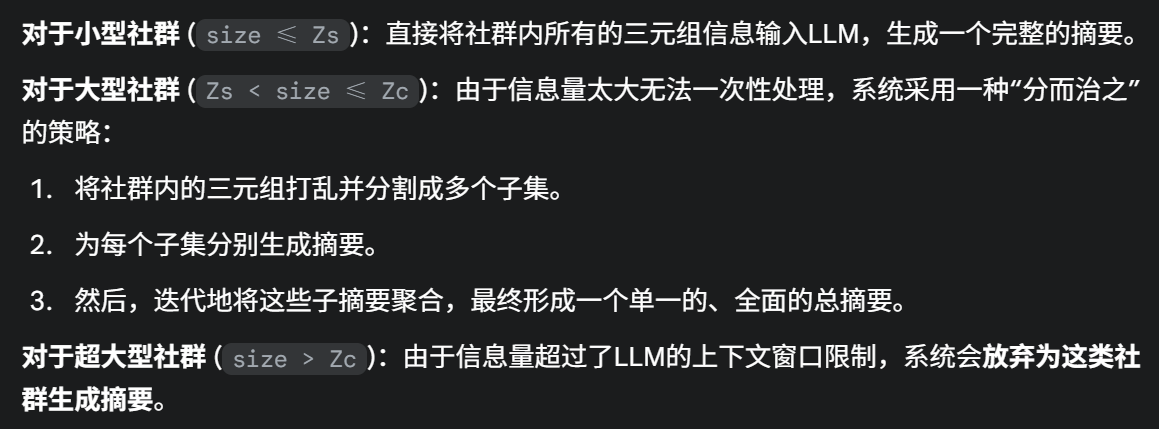 对于小型社群 (size ≤ Zs)：直接将社群内所有的三元组信息输入LLM，生成一个完整的摘要。
对于大型社群 (Zs < size ≤ Zc)：由于信息量太大无法一次性处理，系统采用一种“分而治之”
的策略：
1. 将社群内的三元组打乱并分割成多个子集。
2. 为每个子集分别生成摘要。
3. 然后，迭代地将这些子摘要聚合，最终形成一个单一的、全面的总摘要。
对于超大型社群 (size > Zc)：由于信息量超过了LLM的上下文窗口限制，系统会放弃为这类社
群生成摘要。